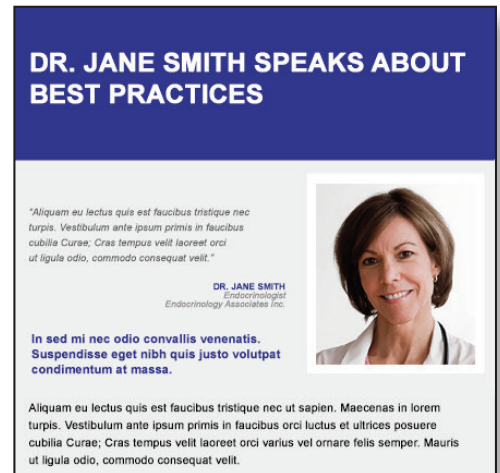 DR. JANE SMITH SPEAKS ABOUT
BEST PRACTICES
"Aliquam eu lectus quis est faucibus tristique nec
turpis. Vestibulum ante ipsum primis in faucibus
cubilia Curae; Cras tempus velit laoreet orci
ut ligula odio, commodo consequat velit."
DR. JANE SMITH
Endocrinologist
Endocrinology Associates Inc.
In sed mi nec odio convallis venenatis.
Suspendisse eget nibh quis justo volutpat
condimentum at massa.
Aliquam eu lectus quis est faucibus tristique nec ut sapien. Maecenas in lorem
turpis. Vestibulum ante ipsum primis in faucibus orci luctus et ultrices posuere
cubilia Curae; Cras tempus velit laoreet orci varius vel ornare felis semper. Mauris
ut ligula odio, commodo consequat velit.